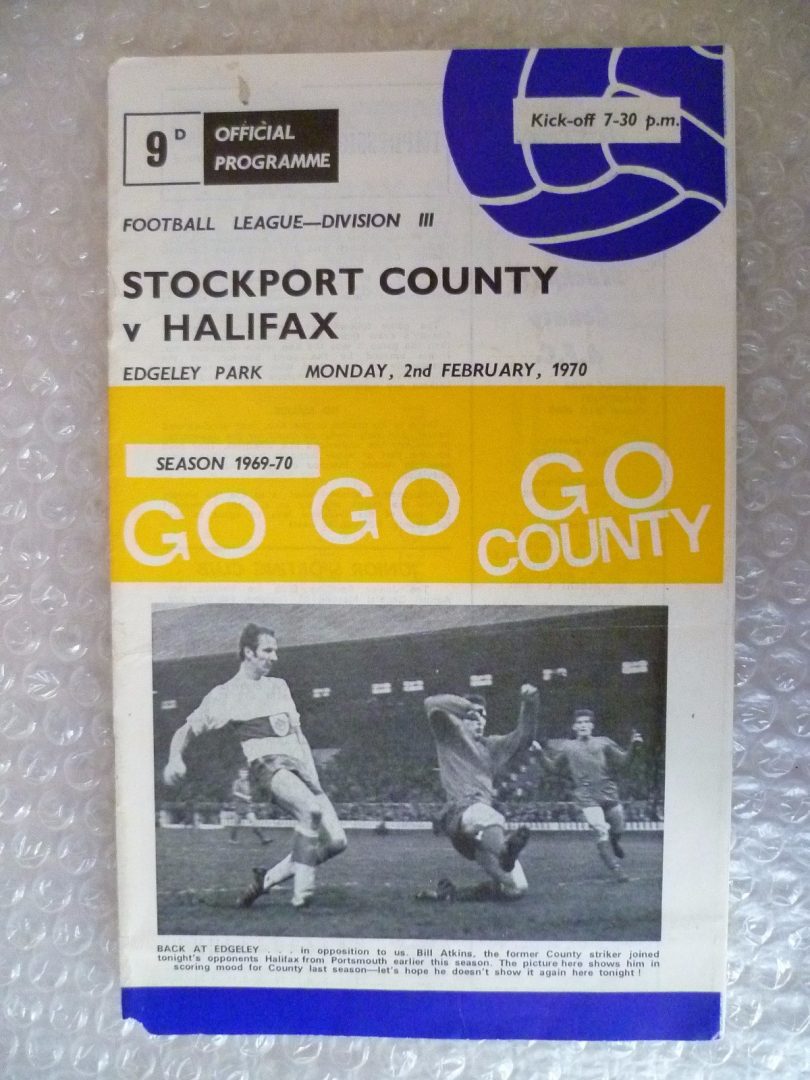 Kick-off 7-30 p.m.
9D
OFFICIAL
PROGRAMME
FOOTBALL LEAGUE—DIVISION III
STOCKPORT COUNTY
v HALIFAX
EDGELEY PARK MONDAY, 2nd FEBRUARY, 1970
SEASON 1969-70
GO GO GO
COUNTY
BACK AT EDGELEY . . . in opposition to us. Bill Atkins, the former County striker joined
tonight's opponents Halifax from Portsmouth earlier this season. The picture here shows him in
scoring mood for County last season—let's hope he doesn't show it again here tonight !